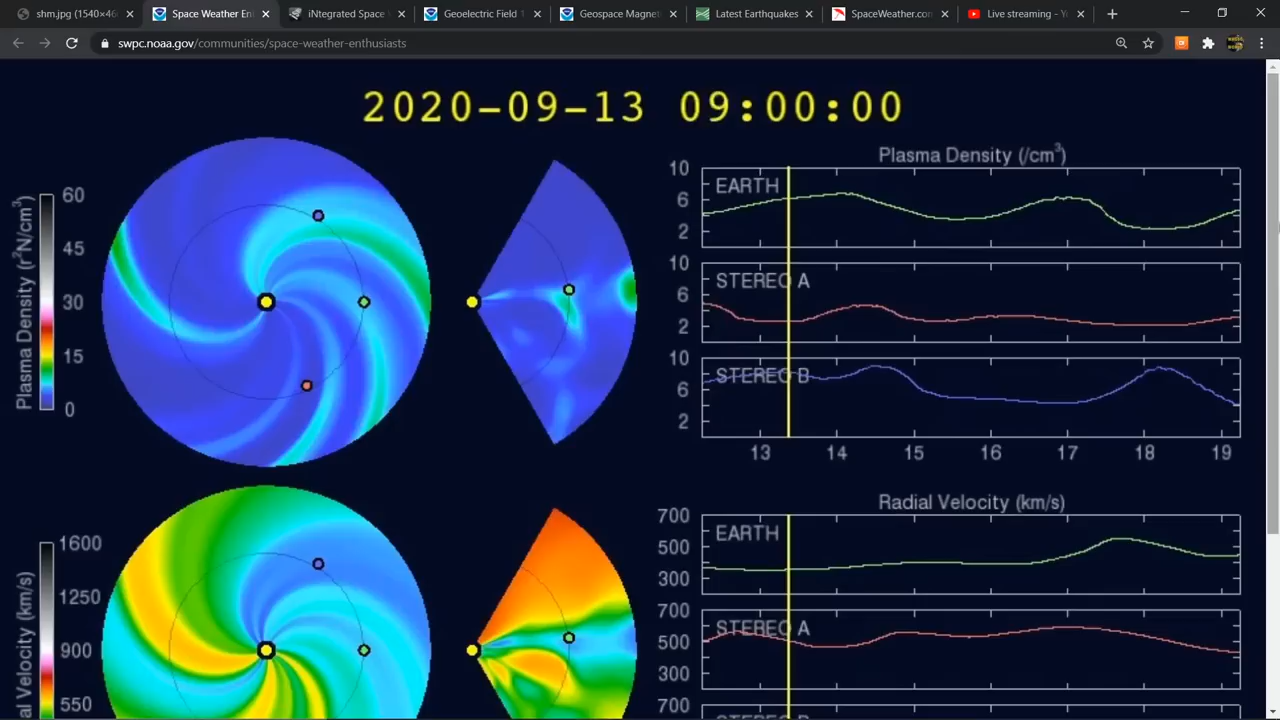 shm.jpg (1540×46
Space Weather En
iNtegrated Space
Geoelectric Field 1
Geospace Magnet
Latest Earthquakes
SpaceWeather.com
Live streaming - Y
swpc.noaa.gov/communities/space-weather-enthusiasts
2020-09-13 09:00:00
Plasma Density (r²N/cm³)
60
45
30
15
0
Plasma Density (/cm³)
10
6
2
EARTH
10
6
2
STEREO A
10
6
2
STEREO B
13 14 15 16 17 18 19
al Velocity (km/s)
1600
1250
900
550
Radial Velocity (km/s)
700
500
300
EARTH
700
500
300
STEREO A
700
STEREO B